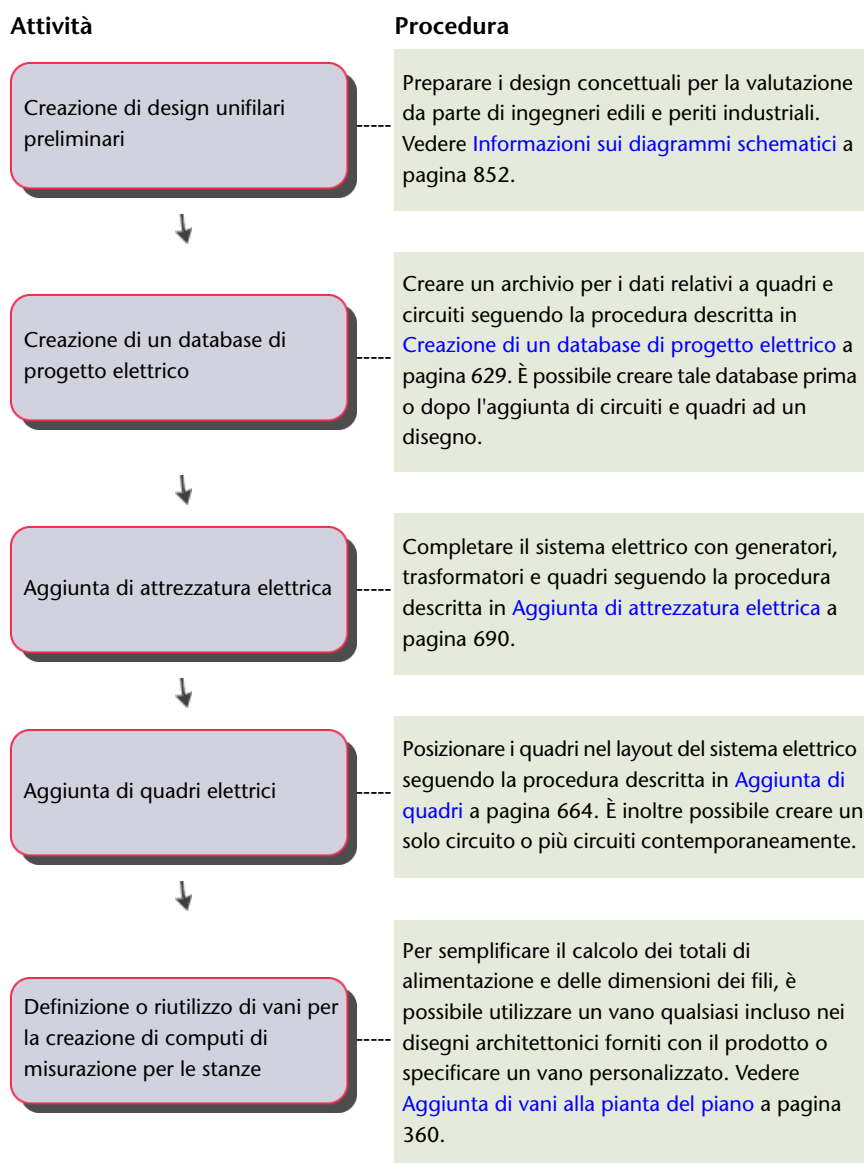 Attività
Procedura
Creazione di design unifilari
preliminari
Preparare i design concettuali per la valutazione
da parte di ingegneri edili e periti industriali.
Vedere Informazioni sui diagrammi schematici a
pagina 852.
Creazione di un database di
progetto elettrico
Creare un archivio per i dati relativi a quadri e
circuiti seguendo la procedura descritta in
Creazione di un database di progetto elettrico a
pagina 629. È possibile creare tale database prima
o dopo l'aggiunta di circuiti e quadri ad un
disegno.
Aggiunta di attrezzatura elettrica
Completare il sistema elettrico con generatori,
trasformatori e quadri seguendo la procedura
descritta in Aggiunta di attrezzatura elettrica a
pagina 690.
Aggiunta di quadri elettrici
Posizionare i quadri nel layout del sistema elettrico
seguendo la procedura descritta in Aggiunta di
quadri a pagina 664. È inoltre possibile creare un
solo circuito o più circuiti contemporaneamente.
Definizione o riutilizzo di vani per
la creazione di computi di
misurazione per le stanze
Per semplificare il calcolo dei totali di
alimentazione e delle dimensioni dei fili, è
possibile utilizzare un vano qualsiasi incluso nei
disegni architettonici forniti con il prodotto o
specificare un vano personalizzato. Vedere
Aggiunta di vani alla pianta del piano a pagina
360.